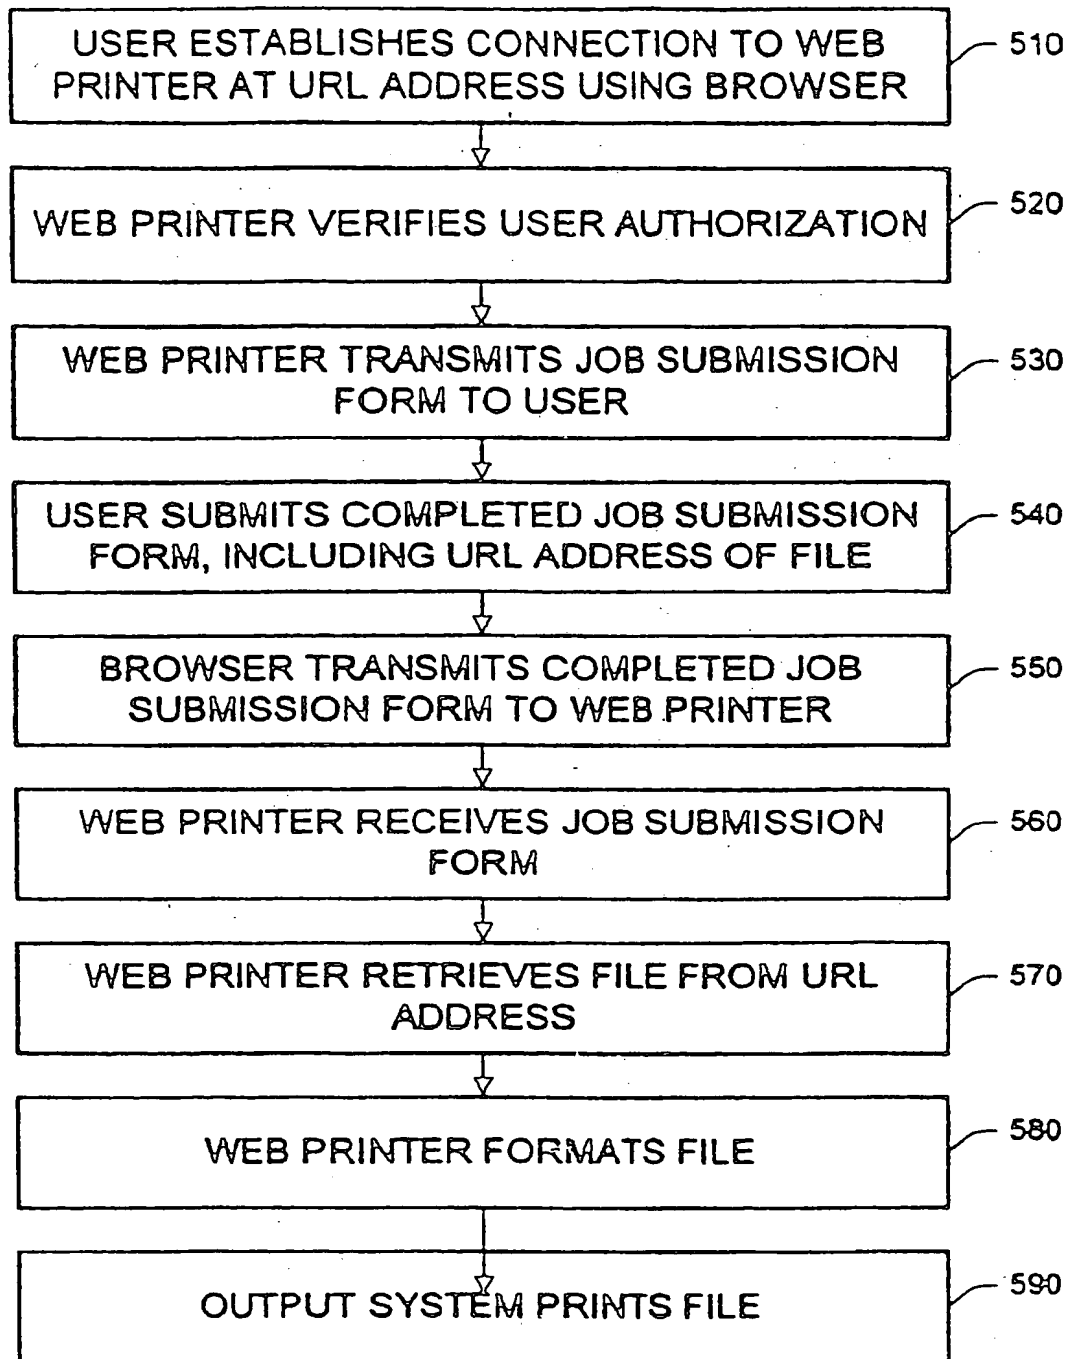 USER ESTABLISHES CONNECTION TO WEB
PRINTER AT URL ADDRESS USING BROWSER
510
WEB PRINTER VERIFIES USER AUTHORIZATION
520
WEB PRINTER TRANSMITS JOB SUBMISSION
FORM TO USER
530
USER SUBMITS COMPLETED JOB SUBMISSION
FORM, INCLUDING URL ADDRESS OF FILE
540
BROWSER TRANSMITS COMPLETED JOB
SUBMISSION FORM TO WEB PRINTER
550
WEB PRINTER RECEIVES JOB SUBMISSION
FORM
560
WEB PRINTER RETRIEVES FILE FROM URL
ADDRESS
570
WEB PRINTER FORMATS FILE
580
OUTPUT SYSTEM PRINTS FILE
590